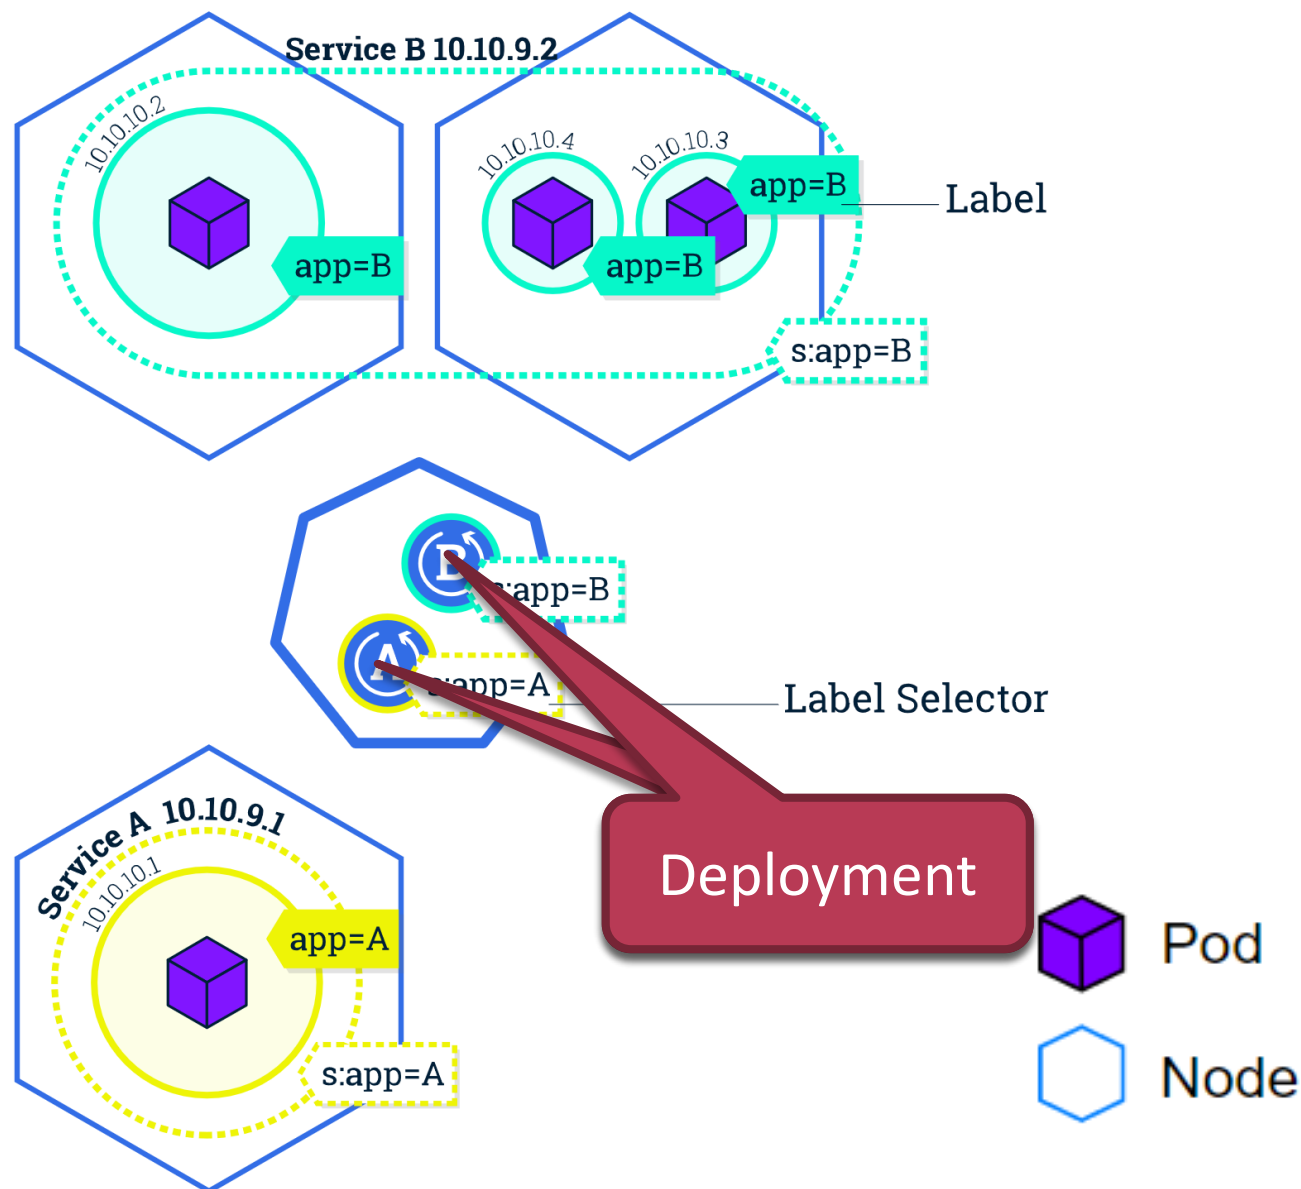 Service B 10.10.9.2
10.10.10.2
10.10.10.4
10.10.10.3
app=B
Label
app=B
app=B
s:app=B
B
s:app=B
A
s:app=A
Label Selector
Service A 10.10.9.1
10.10.10.1
Deployment
app=A
Pod
s:app=A
Node